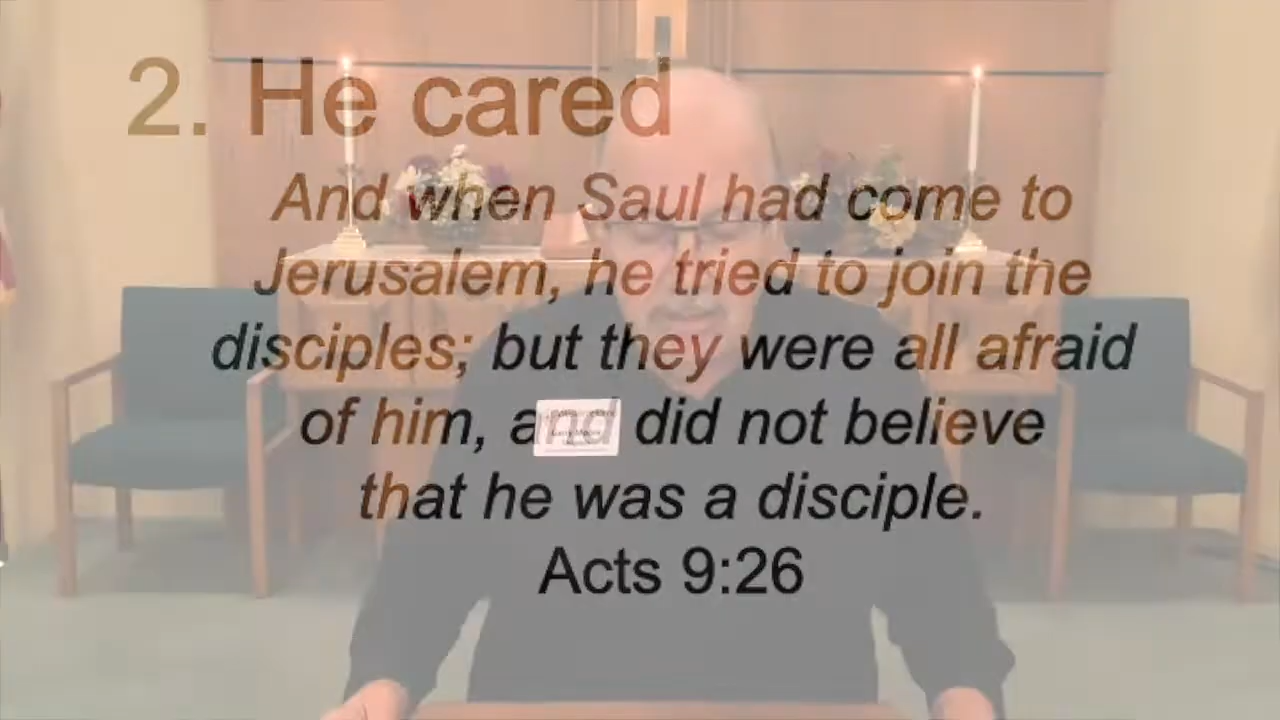 2. He cared
And when Saul had come to
Jerusalem, he tried to join the
disciples; but they were all afraid
of him, and did not believe
that he was a disciple.
Acts 9:26